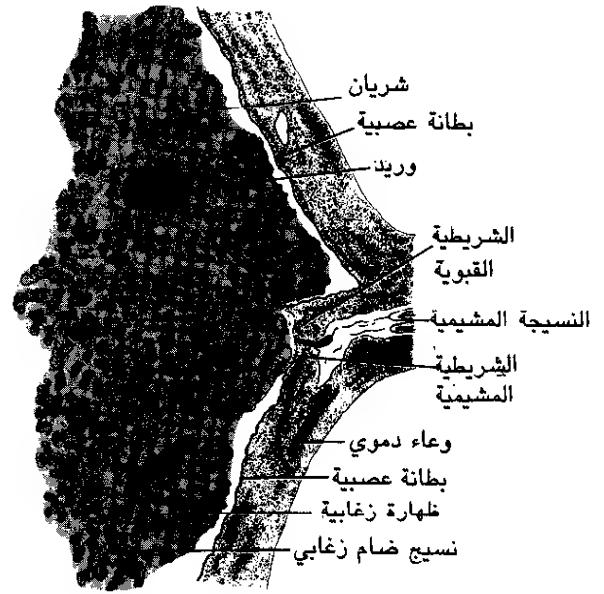 شريان
بطانة عصبية
وريد
الشريطية
القبوية
النسيجة المشيمية
الشريطية
المشيمية
وعاء دموي
بطانة عصبية
ظهارة زغابية
نسيج ضام زغابي